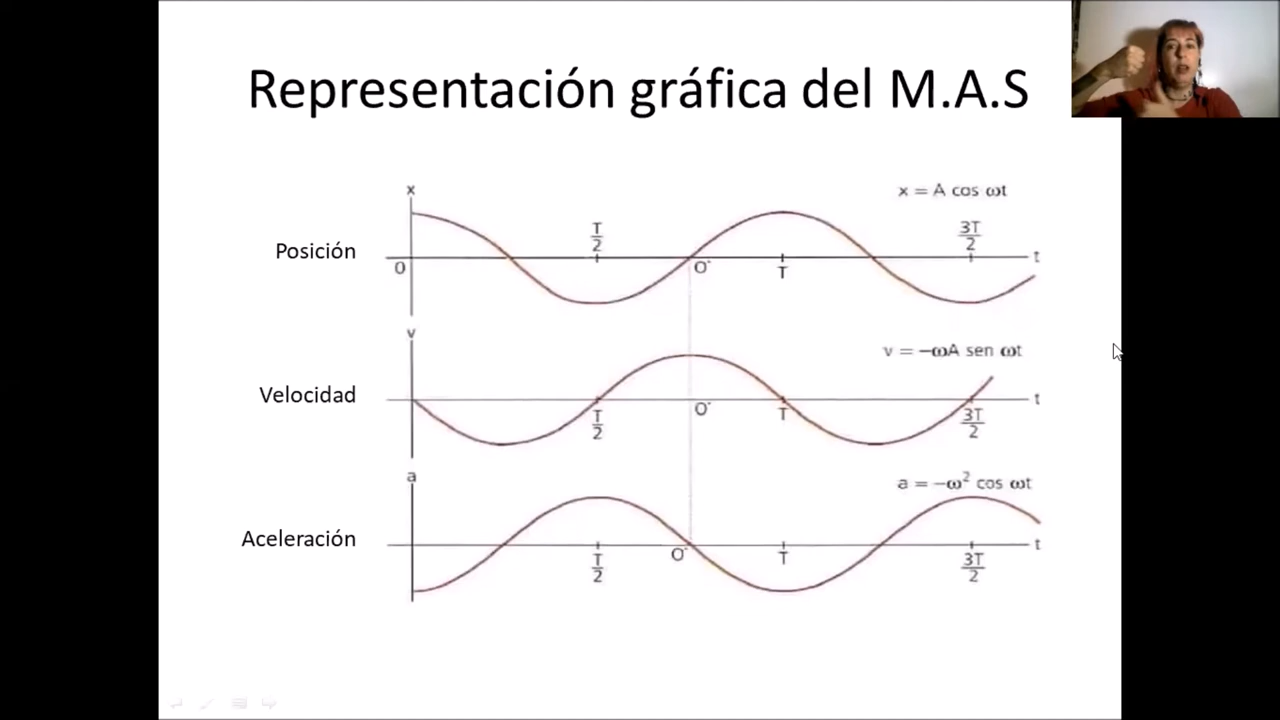 Representación gráfica del M.A.S
x
x = A cos ωt
Posición
T/2
3T/2
0
O'
T
t
v
v = -ωA sen ωt
Velocidad
T/2
O'
T
3T/2
t
a
a = -ω² cos ωt
Aceleración
T/2
O'
T
3T/2
t